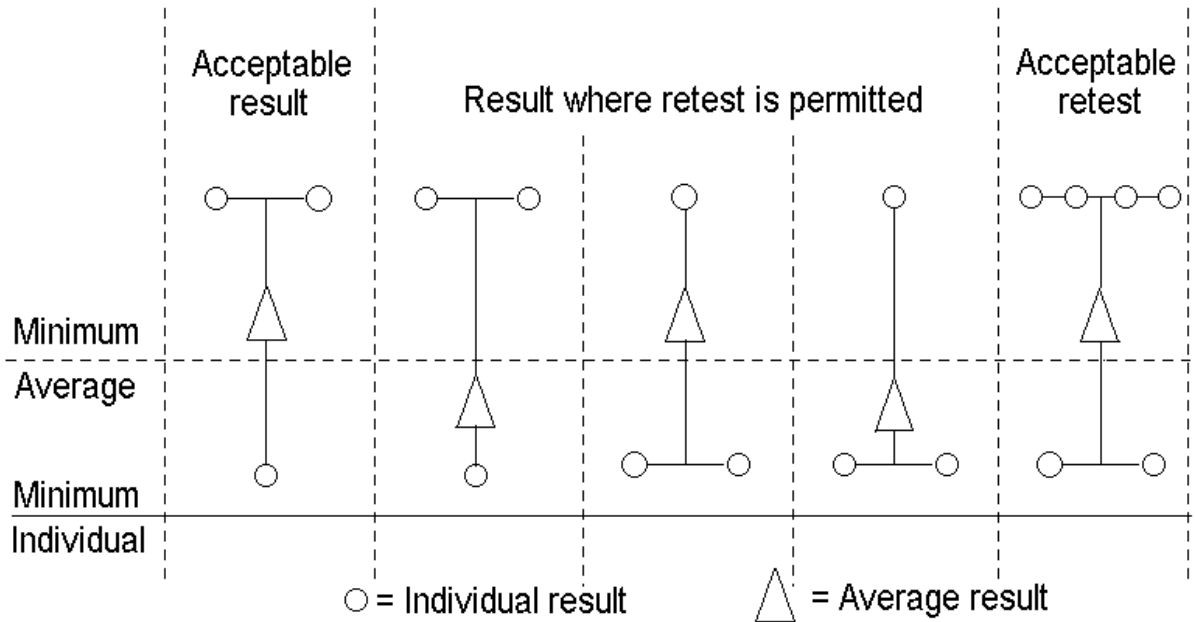 Acceptable
result
Result where retest is permitted
Acceptable
retest
Minimum
Average
Minimum
Individual
= Individual result
= Average result